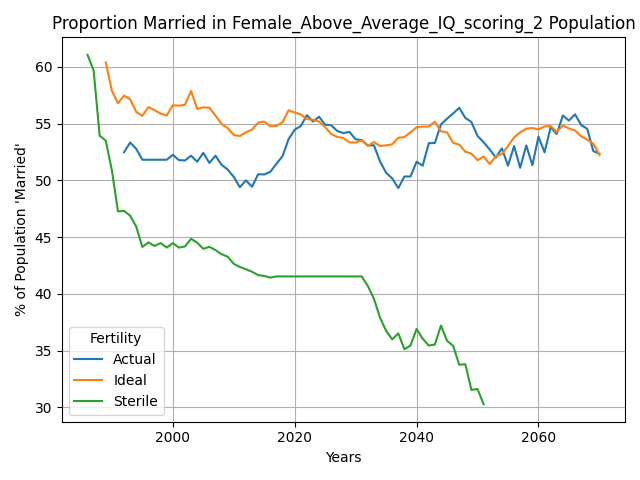 Proportion Married in Female_Above_Average_IQ_scoring_2 Population
% of Population 'Married'
60
55
50
45
40
35
30
Fertility
Actual
Ideal
Sterile
2000
2020
2040
2060
Years